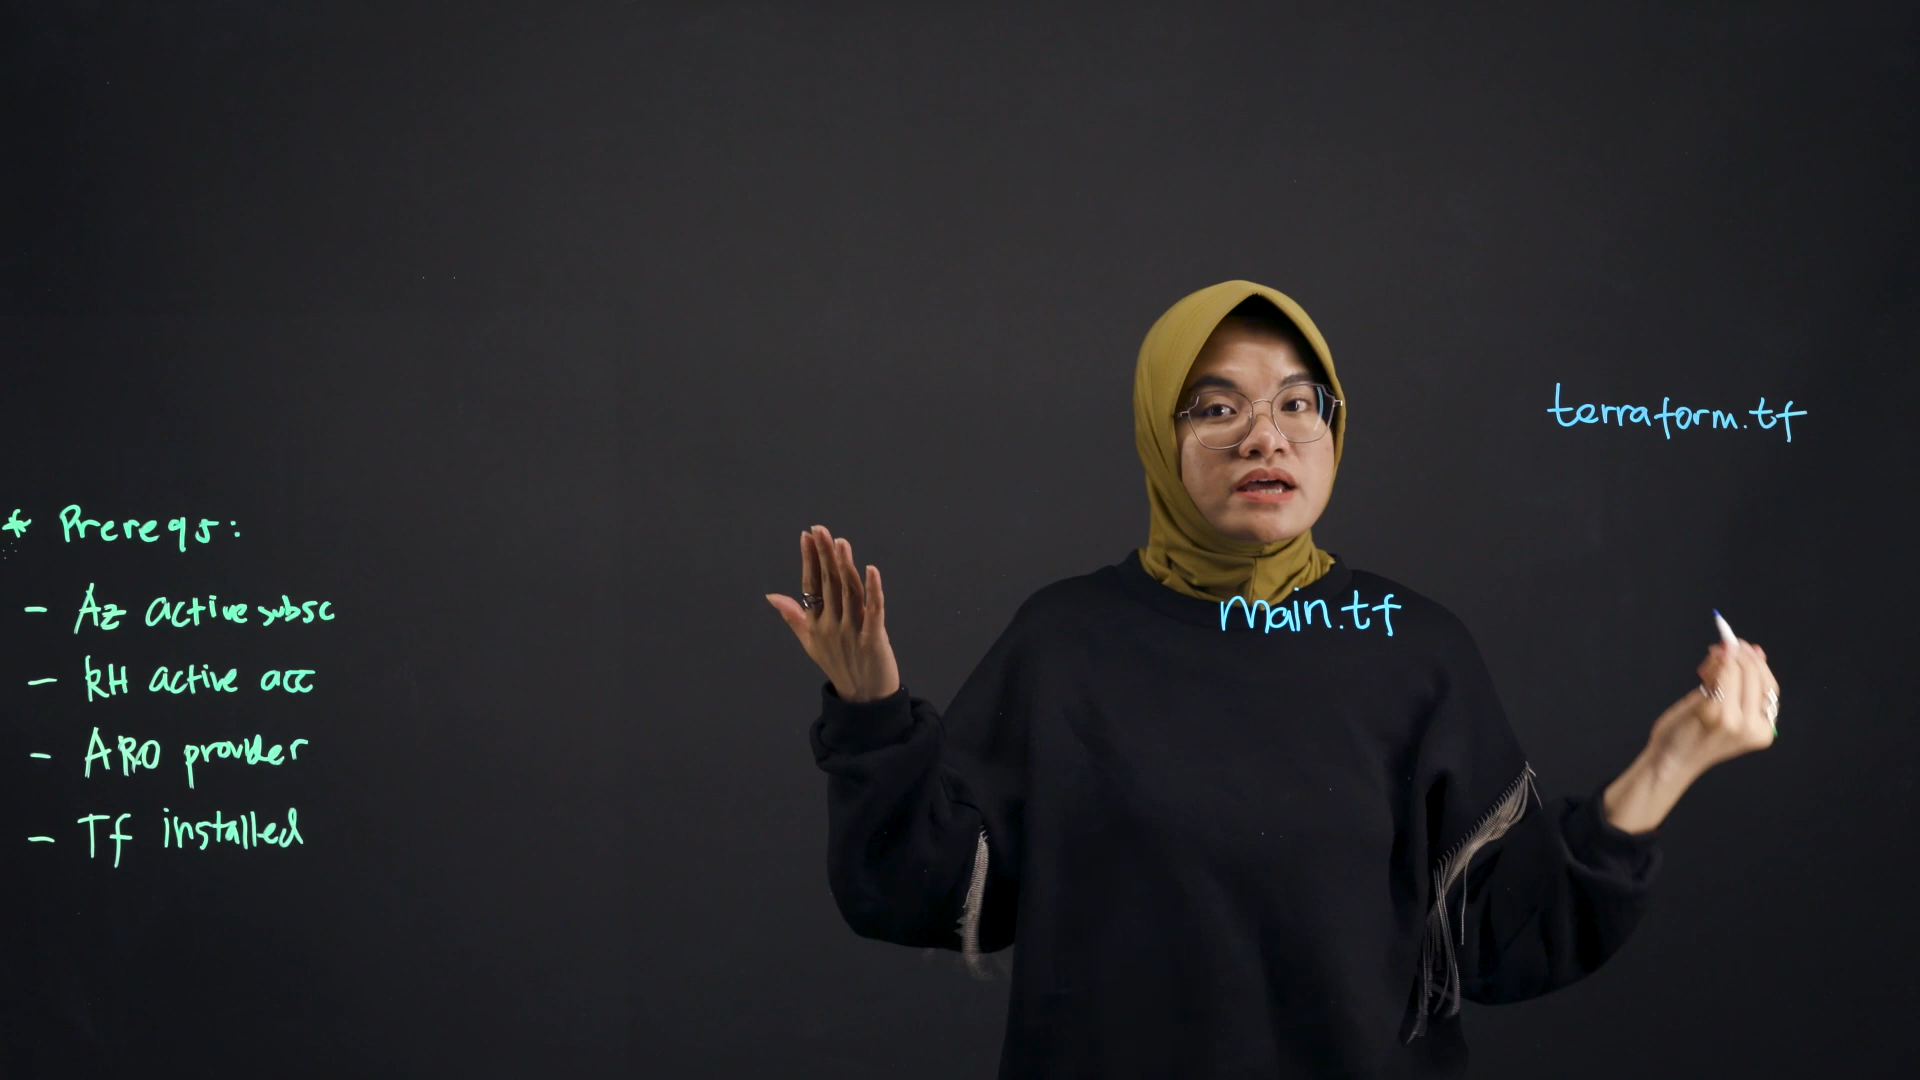 * Prereqs:
- Az active subsc
- RH active acc
- ARO provider
- Tf installed
terraform.tf
main.tf